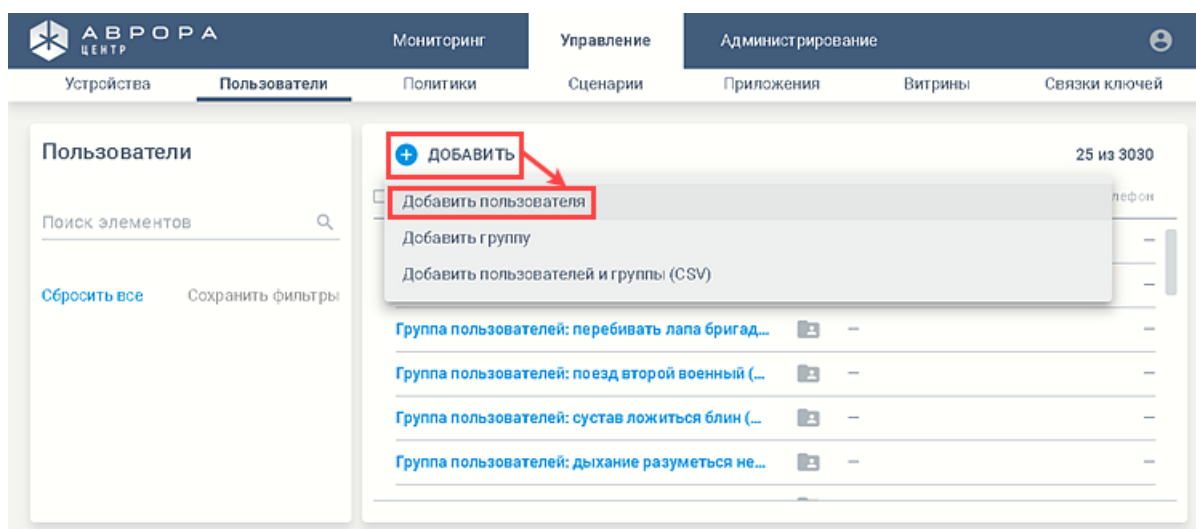 АВРОРА
ЦЕНТР
Мониторинг Управление Администрирование
Устройства Пользователи Политики Сценарии Приложения Витрины Связки ключей
Пользователи
Поиск элементов
Сбросить все Сохранить фильтры
ДОБАВИТЬ 25 из 3030
Добавить пользователя
лефон
Добавить группу
—
Добавить пользователей и группы (CSV)
—
Группа пользователей: перебивать лапа бригад... — —
Группа пользователей: поезд второй военный (... — —
Группа пользователей: сустав ложиться блин (... — —
Группа пользователей: дыхание разуметься не... — —